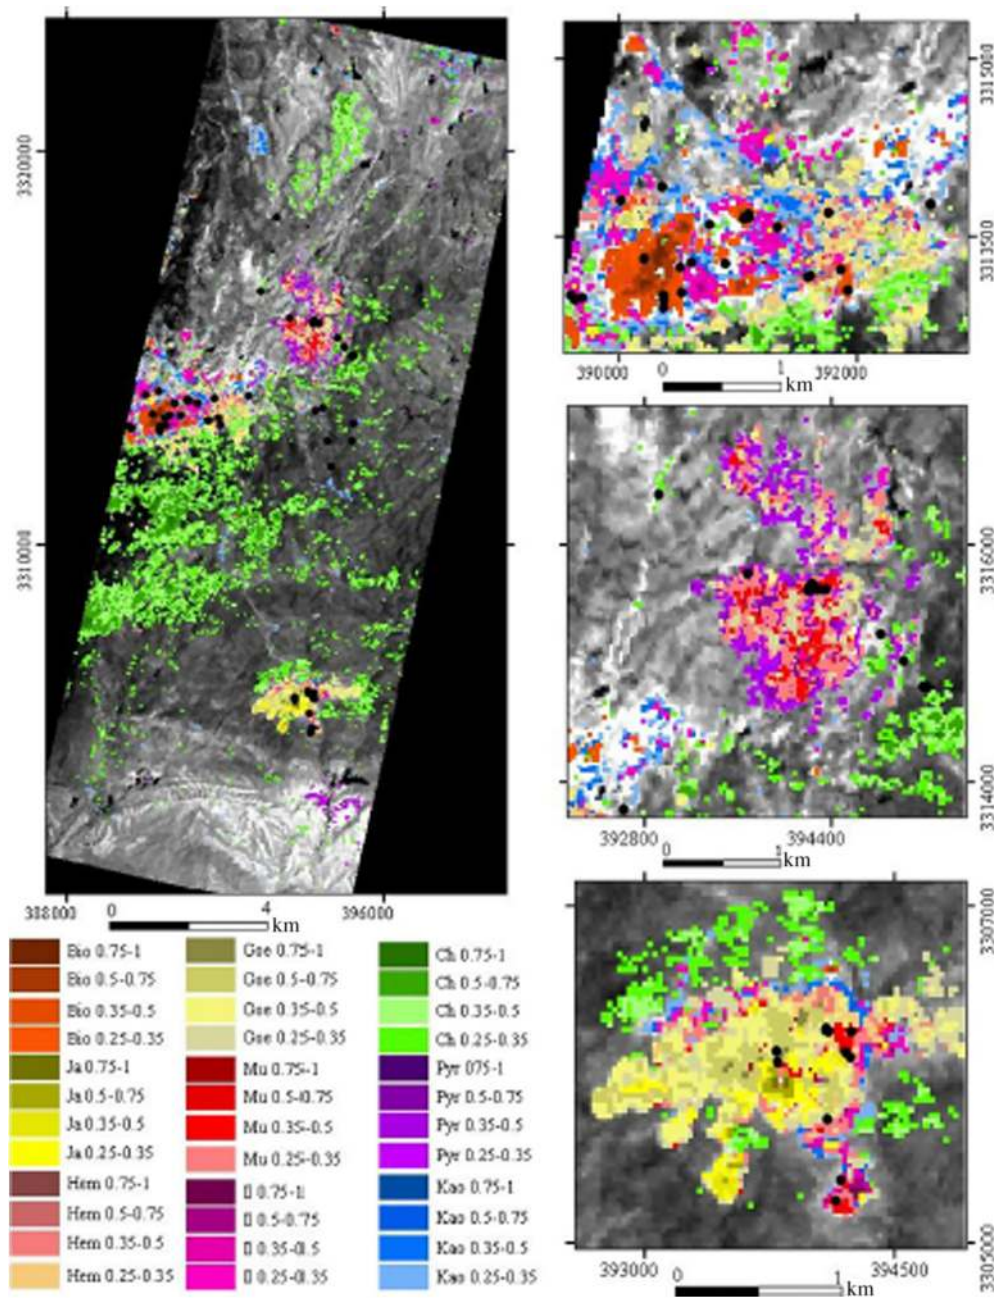 3320000
3310000
388000
396000
0
4
km
3315000
3313500
390000
392000
0
1
km
3316000
3314000
392800
394400
0
1
km
3307000
3305000
393000
394500
0
1
km
Bio 0.75-1
Bio 0.5-0.75
Bio 0.35-0.5
Bio 0.25-0.35
Ja 0.75-1
Ja 0.5-0.75
Ja 0.35-0.5
Ja 0.25-0.35
Hem 0.75-1
Hem 0.5-0.75
Hem 0.35-0.5
Hem 0.25-0.35
Goe 0.75-1
Goe 0.5-0.75
Goe 0.35-0.5
Goe 0.25-0.35
Mu 0.75-1
Mu 0.5-0.75
Mu 0.35-0.5
Mu 0.25-0.35
0.75-1
0.5-0.75
0.35-0.5
0.25-0.35
Ch 0.75-1
Ch 0.5-0.75
Ch 0.35-0.5
Ch 0.25-0.35
Pyr 075-1
Pyr 0.5-0.75
Pyr 0.35-0.5
Pyr 0.25-0.35
Kao 0.75-1
Kao 0.5-0.75
Kao 0.35-0.5
Kao 0.25-0.35